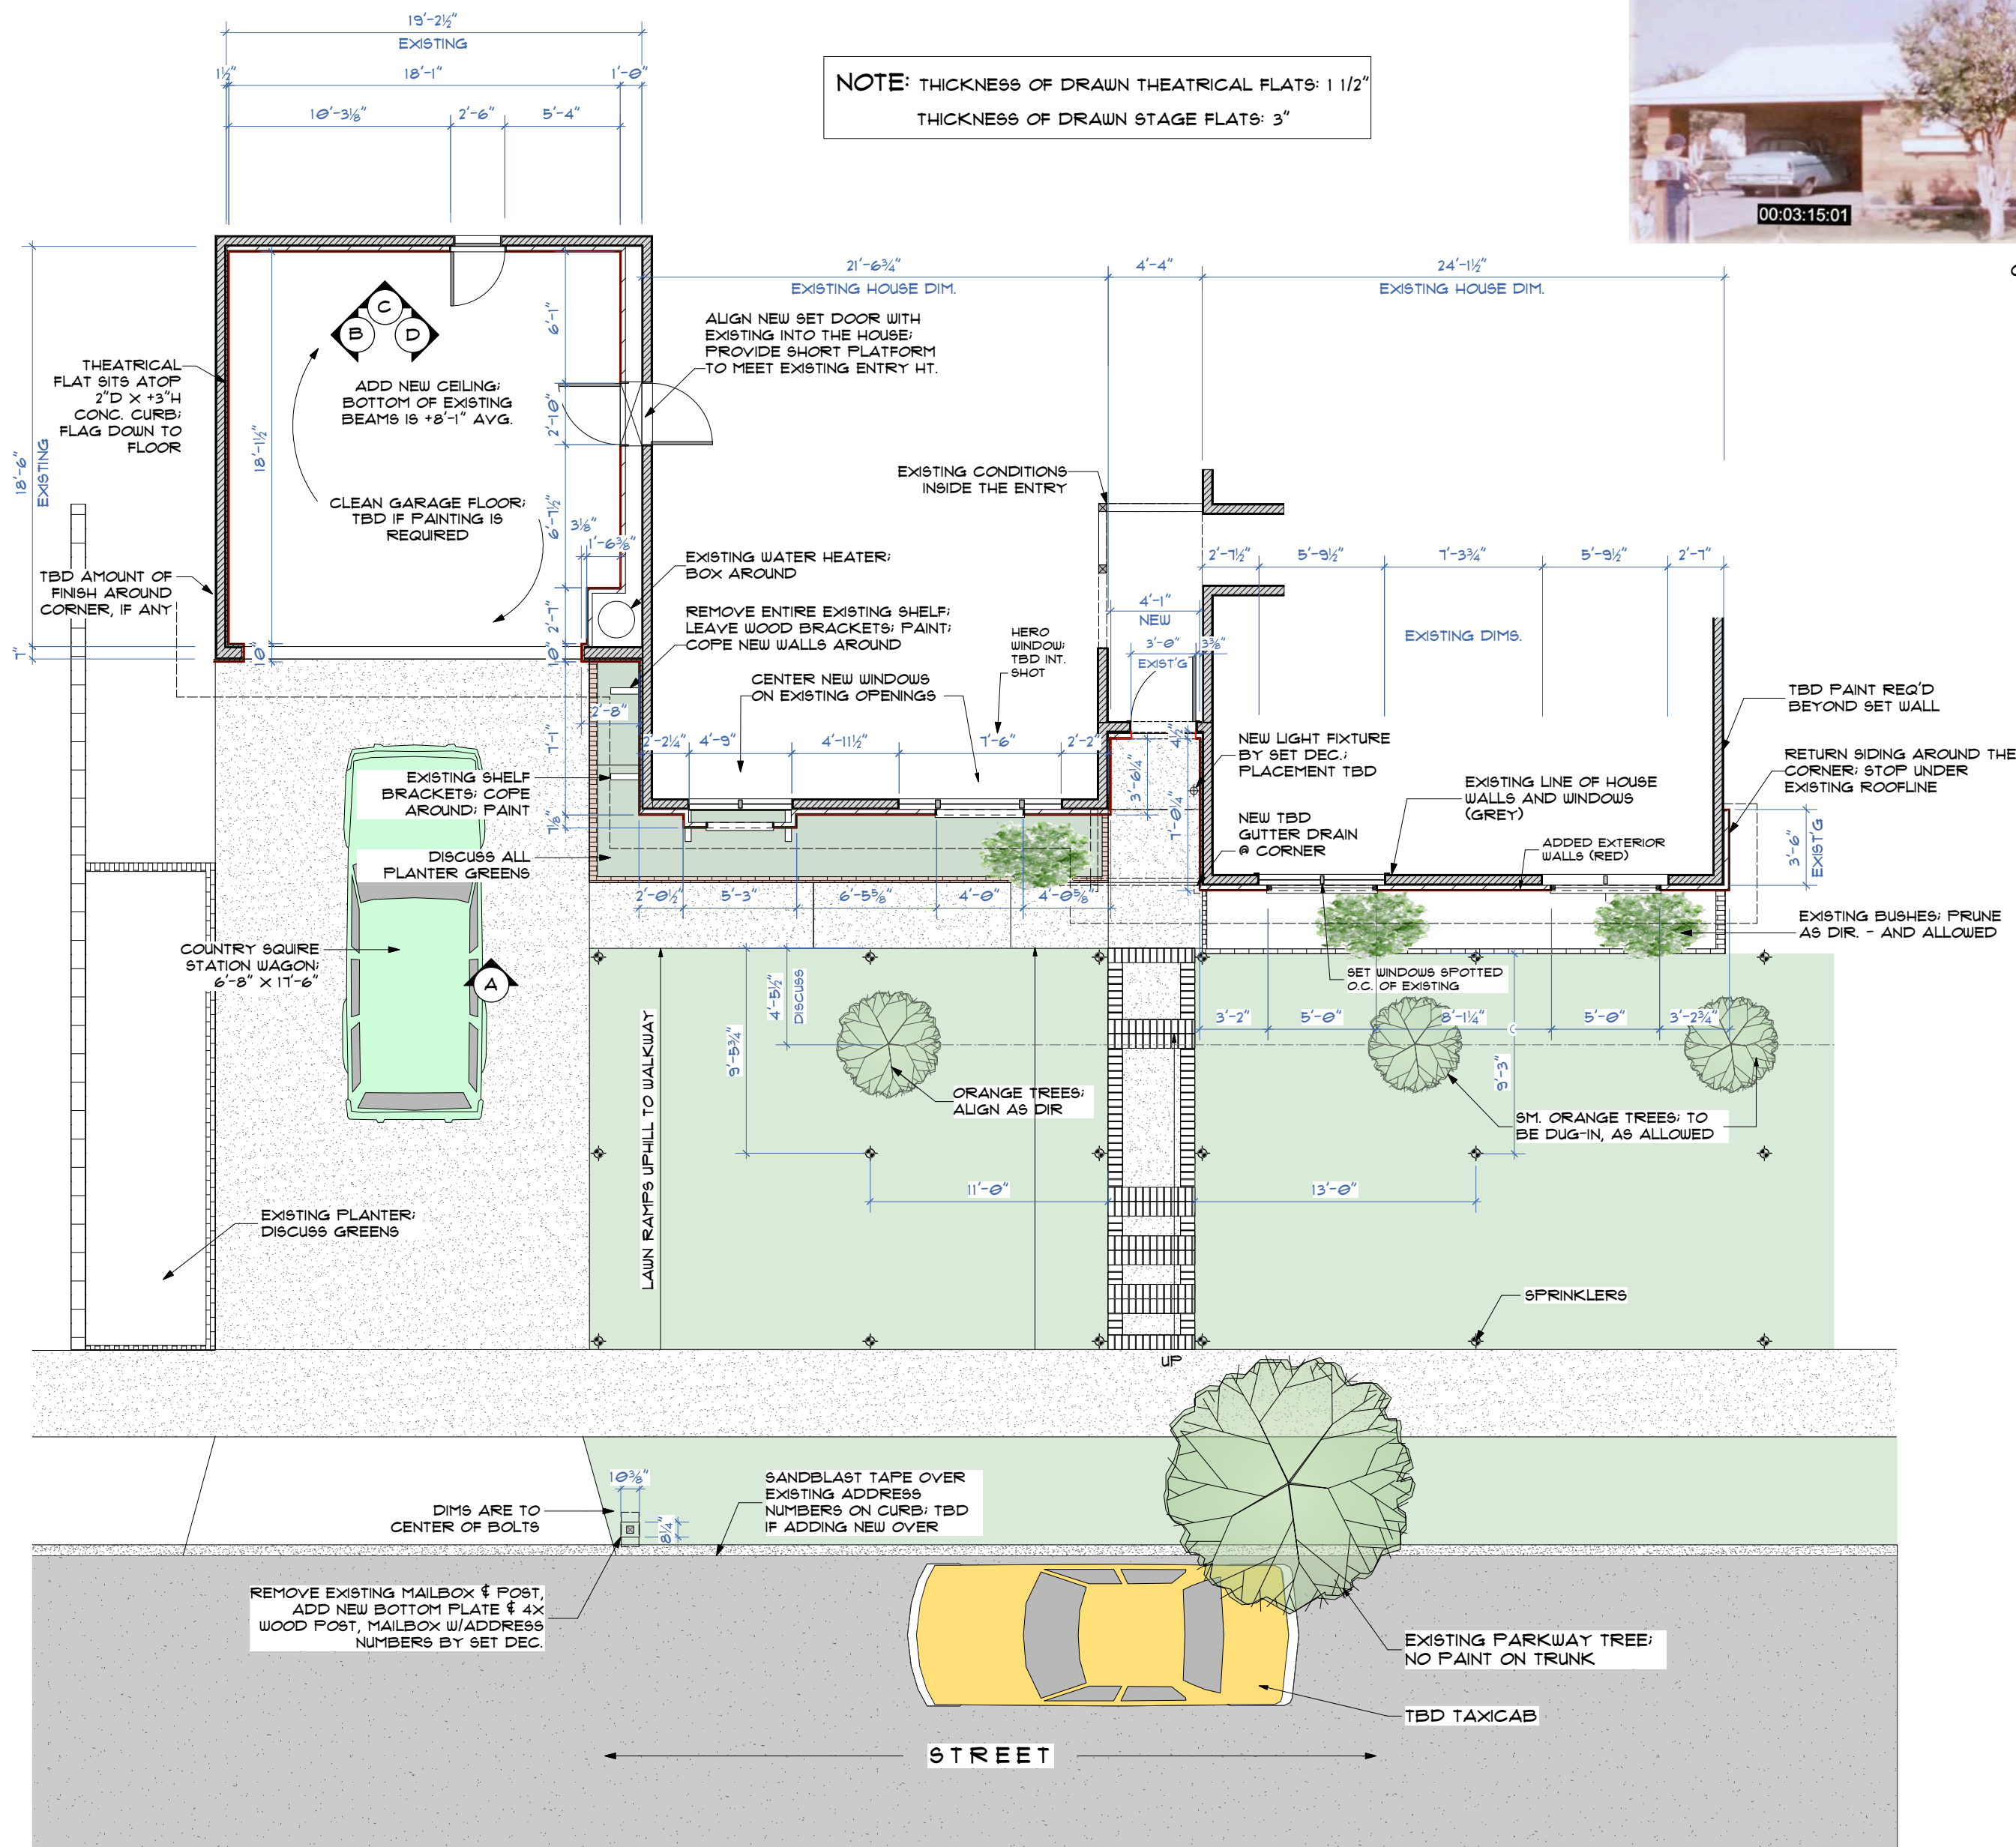 19'-2½"
EXISTING
1½"
18'-1"
1'-0"
10'-3⅛"
2'-6"
5'-4"
NOTE: THICKNESS OF DRAWN THEATRICAL FLATS: 1 1/2"
THICKNESS OF DRAWN STAGE FLATS: 3"
00:03:15:01
21'-6¾"
EXISTING HOUSE DIM.
4'-4"
24'-1½"
EXISTING HOUSE DIM.
C
B
D
6'-1"
THEATRICAL
FLAT SITS ATOP
2"D X +3"H
CONC. CURB;
FLAG DOWN TO
FLOOR
ADD NEW CEILING;
BOTTOM OF EXISTING
BEAMS IS +8'-1" AVG.
ALIGN NEW SET DOOR WITH
EXISTING INTO THE HOUSE;
PROVIDE SHORT PLATFORM
TO MEET EXISTING ENTRY HT.
2'-10"
18'-6"
EXISTING
18'-1½"
EXISTING CONDITIONS
INSIDE THE ENTRY
CLEAN GARAGE FLOOR;
TBD IF PAINTING IS
REQUIRED
6'-7½"
3⅛"
1'-6⅜"
EXISTING WATER HEATER;
BOX AROUND
TBD AMOUNT OF
FINISH AROUND
CORNER, IF ANY
2'-7"
REMOVE ENTIRE EXISTING SHELF;
LEAVE WOOD BRACKETS; PAINT;
COPE NEW WALLS AROUND
2'-7½"
5'-9½"
7'-3¾"
5'-9½"
2'-7"
EXISTING DIMS.
4'-1"
NEW
3'-0"
3⅜"
EXIST'G
HERO
WINDOW;
TBD INT.
SHOT
7"
10"
10"
CENTER NEW WINDOWS
ON EXISTING OPENINGS
TBD PAINT REQ'D
BEYOND SET WALL
2'-8"
7'-1"
2'-2¼"
4'-9"
4'-11½"
7'-6"
2'-2"
4½"
NEW LIGHT FIXTURE
BY SET DEC.;
PLACEMENT TBD
RETURN SIDING AROUND THE
CORNER; STOP UNDER
EXISTING ROOFLINE
EXISTING SHELF
BRACKETS; COPE
AROUND; PAINT
3'-6¼"
7'-0¼"
EXISTING LINE OF HOUSE
WALLS AND WINDOWS
(GREY)
7⅛"
NEW TBD
GUTTER DRAIN
@ CORNER
ADDED EXTERIOR
WALLS (RED)
3'-6"
EXIST'G
DISCUSS ALL
PLANTER GREENS
2'-0½"
5'-3"
6'-5⅝"
4'-0"
4'-0⅝"
EXISTING BUSHES; PRUNE
AS DIR. - AND ALLOWED
COUNTRY SQUIRE
STATION WAGON;
6'-8" X 17'-6"
A
SET WINDOWS SPOTTED
O.C. OF EXISTING
4'-5½"
DISCUSS
3'-2"
5'-0"
8'-1¼"
5'-0"
3'-2¾"
9'-5¾"
9'-3"
LAWN RAMPS UPHILL TO WALKWAY
ORANGE TREES;
ALIGN AS DIR
SM. ORANGE TREES; TO
BE DUG-IN, AS ALLOWED
11'-0"
13'-0"
EXISTING PLANTER;
DISCUSS GREENS
SPRINKLERS
UP
10⅜"
8¼"
DIMS ARE TO
CENTER OF BOLTS
SANDBLAST TAPE OVER
EXISTING ADDRESS
NUMBERS ON CURB; TBD
IF ADDING NEW OVER
REMOVE EXISTING MAILBOX & POST,
ADD NEW BOTTOM PLATE & 4X
WOOD POST, MAILBOX W/ADDRESS
NUMBERS BY SET DEC.
EXISTING PARKWAY TREE;
NO PAINT ON TRUNK
TBD TAXICAB
STREET